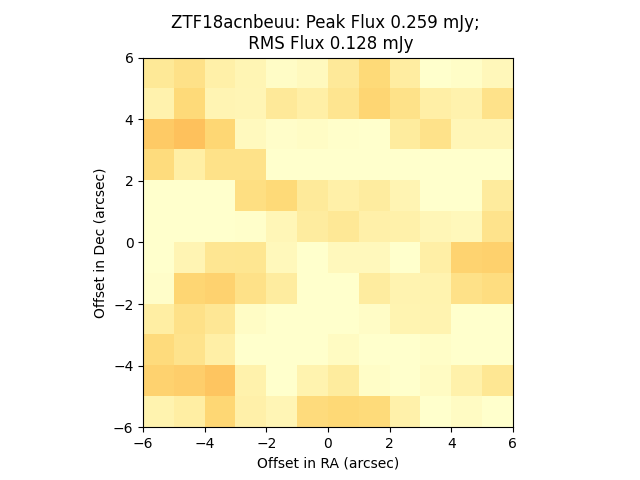 ZTF18acnbeuu: Peak Flux 0.259 mJy;
RMS Flux 0.128 mJy
6
4
2
0
−2
−4
−6
Offset in Dec (arcsec)
−6 −4 −2 0 2 4 6
Offset in RA (arcsec)